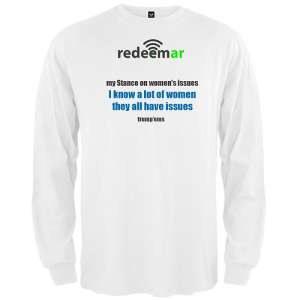 redeemar
my Stance on women's issues
I know a lot of women
they all have issues
trump'ems